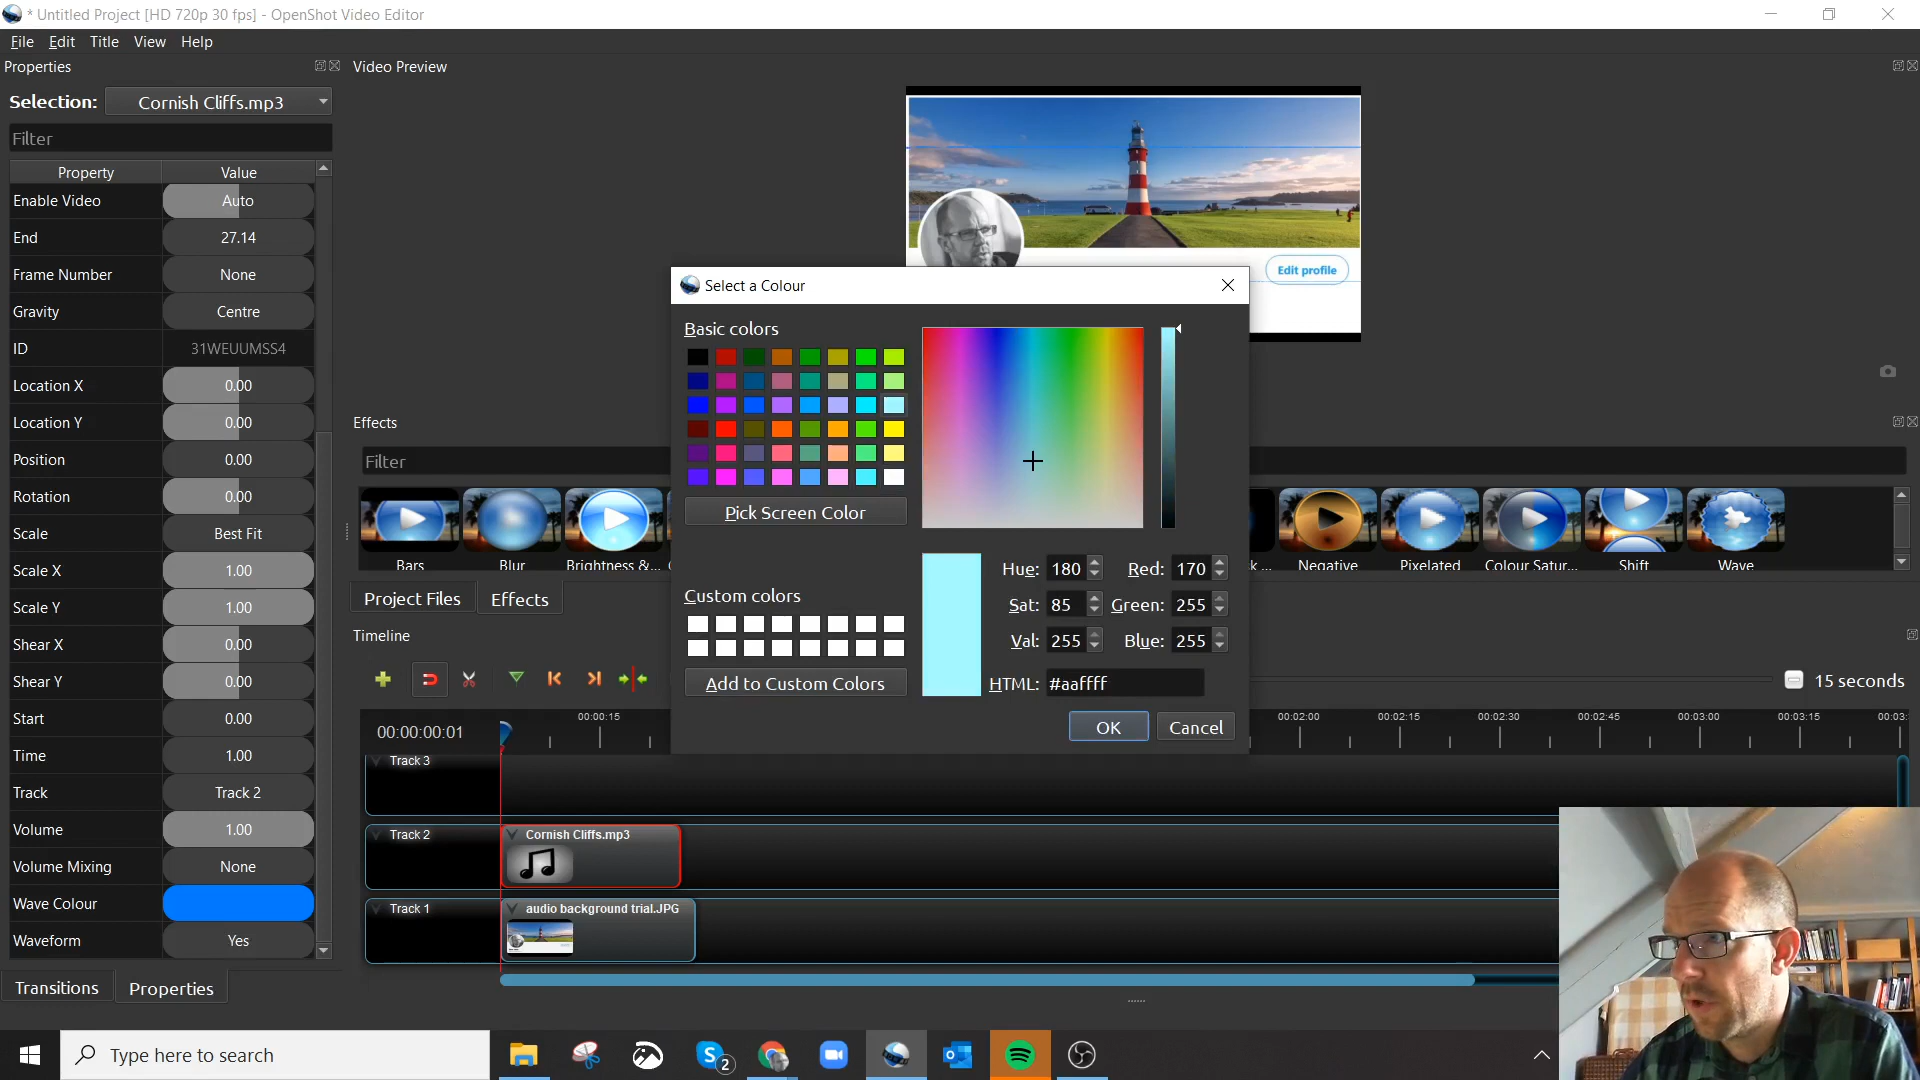 * Untitled Project [HD 720p 30 fps] - OpenShot Video Editor
File Edit Title View Help
Properties
Video Preview
Selection: Cornish Cliffs.mp3
Filter
Property Value
Enable Video Auto
End 27.14
Frame Number None
Gravity Centre
ID 31WEUUMSS4
Location X 0.00
Location Y 0.00
Position 0.00
Rotation 0.00
Scale Best Fit
Scale X 1.00
Scale Y 1.00
Shear X 0.00
Shear Y 0.00
Start 0.00
Time 1.00
Track Track 2
Volume 1.00
Volume Mixing None
Wave Colour
Waveform Yes
Transitions Properties
Edit profile
Effects
Filter
Bars Blur Brightness &... Negative Pixelated Colour Satur... Shift Wave
Project Files Effects
Select a Colour
Basic colors
Pick Screen Color
Custom colors
Add to Custom Colors
Hue: 180 Red: 170
Sat: 85 Green: 255
Val: 255 Blue: 255
HTML: #aaffff
OK Cancel
Timeline
15 seconds
00:00:00:01
00:00:15 00:02:00 00:02:15 00:02:30 00:02:45 00:03:00 00:03:15
Track 3
Track 2 Cornish Cliffs.mp3
Track 1 audio background trial.JPG
Type here to search
2